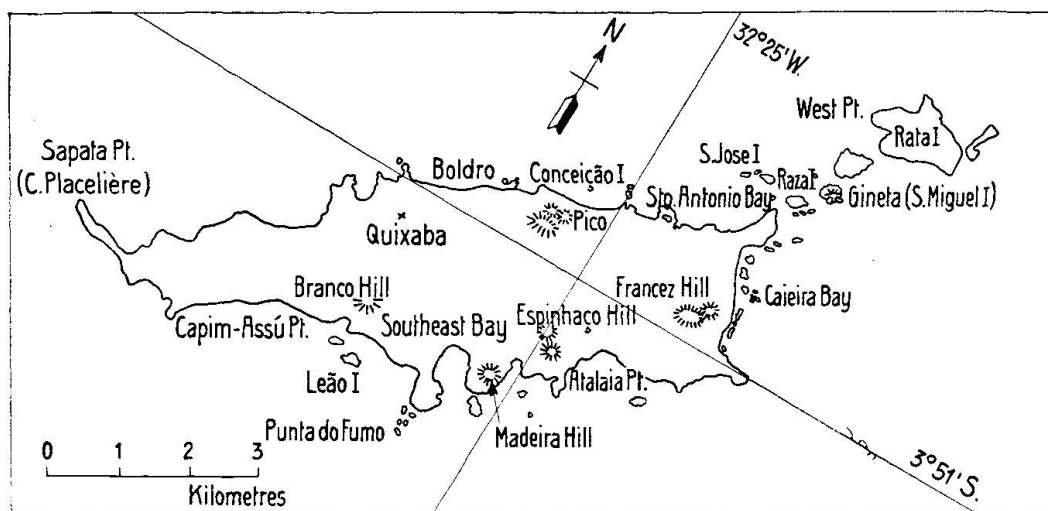 N
32°25'W.
West Pt.
Rata I
Sapata Pt.
(C. Placelière)
Boldro
Conceição I
S. Jose I
Raza I
Sto. Antonio Bay
Gineta (S. Miguel I)
Quixaba
Pico
Branco Hill
Francez Hill
Caieira Bay
Capim-Assú Pt.
Southeast Bay
Espinhaço Hill
Leão I
Atalaia Pt.
Punta do Fumo
Madeira Hill
0 1 2 3
Kilometres
3°51'S.